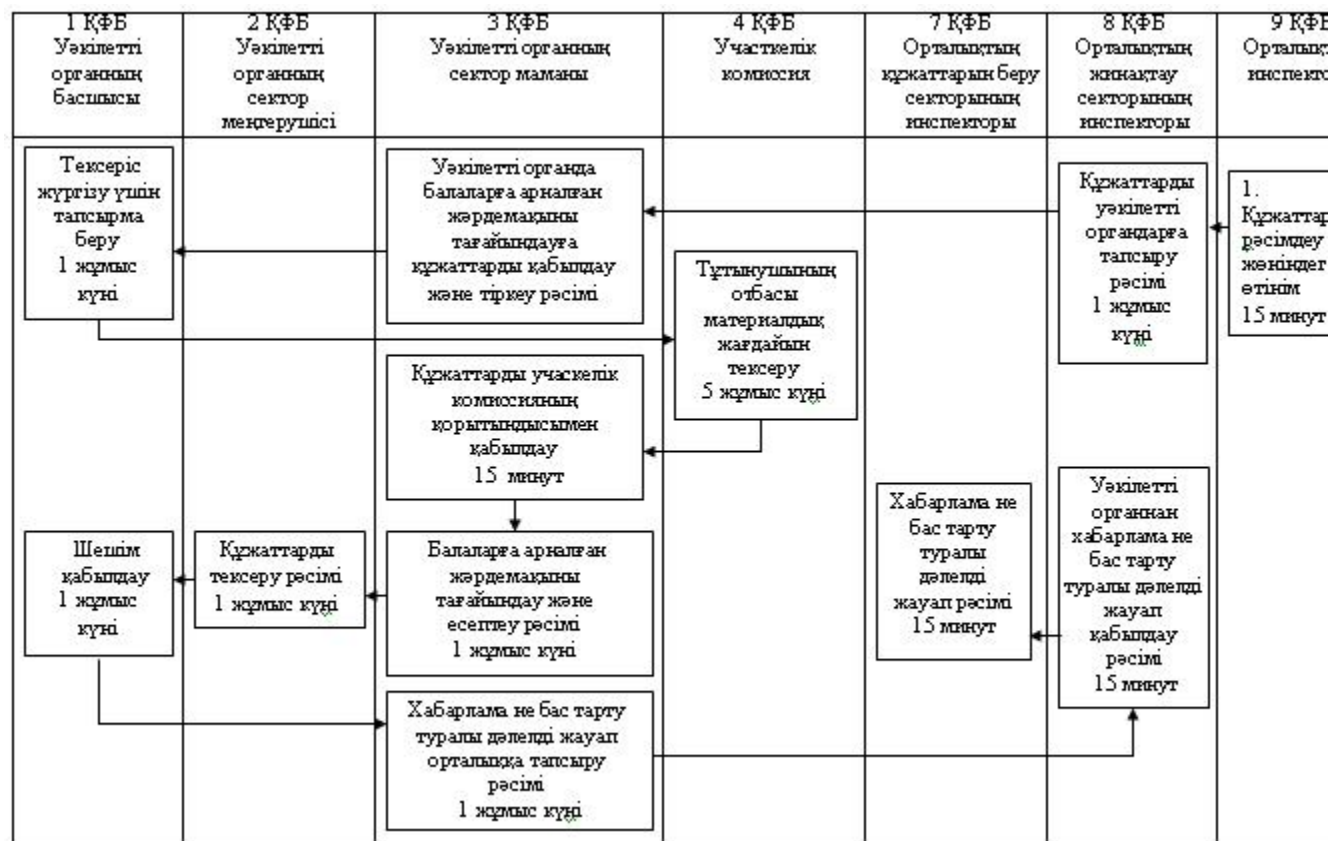 1 ҚФБ
Уәкілетті
органның
басшысы
2 ҚФБ
Уәкілетті
органның
сектор
меңгерушісі
3 ҚФБ
Уәкілетті органның
сектор маманы
4 ҚФБ
Участкелік
комиссия
7 ҚФБ
Орталықтың
құжаттарын беру
секторының
инспекторы
8 ҚФБ
Орталықтың
жинақтау
секторының
инспекторы
9 ҚФБ
Орталықт
инспекто
Тексеріс
жүргізу үшін
тапсырма
беру
1 жұмыс
күні
Уәкілетті органда
балаларға арналған
жәрдемақыны
тағайындауға
құжаттарды қабылдау
және тіркеу рәсімі
Тұтынушының
отбасы
материалдық
жағдайын
тексеру
5 жұмыс күні
Құжаттарды
уәкілетті
органдарға
тапсыру
рәсімі
1 жұмыс
күні
1.
Құжаттар
рәсімдеу
жөніндег
өтінім
15 минут
Құжаттарды учаскелік
комиссияның
қорытындысымен
қабылдау
15 минут
Шешім
қабылдау
1 жұмыс
күні
Құжаттарды
тексеру рәсімі
1 жұмыс күні
Балаларға арналған
жәрдемақыны
тағайындау және
есептеу рәсімі
1 жұмыс күні
Хабарлама не
бас тарту
туралы
дәлелді
жауап рәсімі
15 минут
Уәкілетті
органнан
хабарлама не
бас тарту
туралы дәлелді
жауап
қабылдау
рәсімі
15 минут
Хабарлама не бас тарту
туралы дәлелді жауап
орталыққа тапсыру
рәсімі
1 жұмыс күні